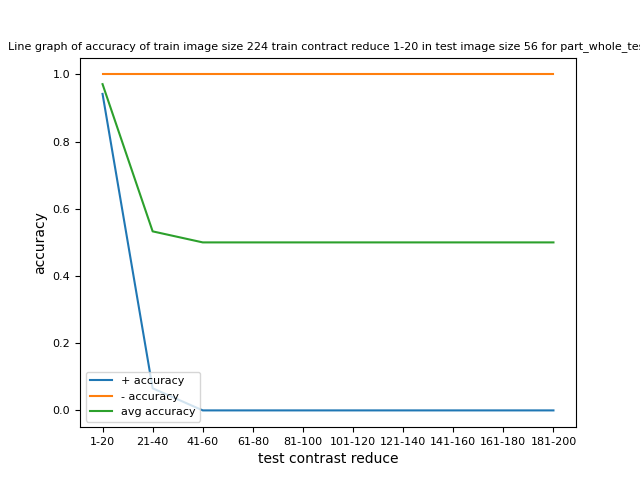 Line graph of accuracy of train image size 224 train contract reduce 1-20 in test image size 56 for
1.0
0.8
0.6
0.4
0.2
0.0
accuracy
+ accuracy
- accuracy
avg accuracy
1-20 21-40 41-60 61-80 81-100 101-120 121-140 141-160 161-180 181-200
test contrast reduce